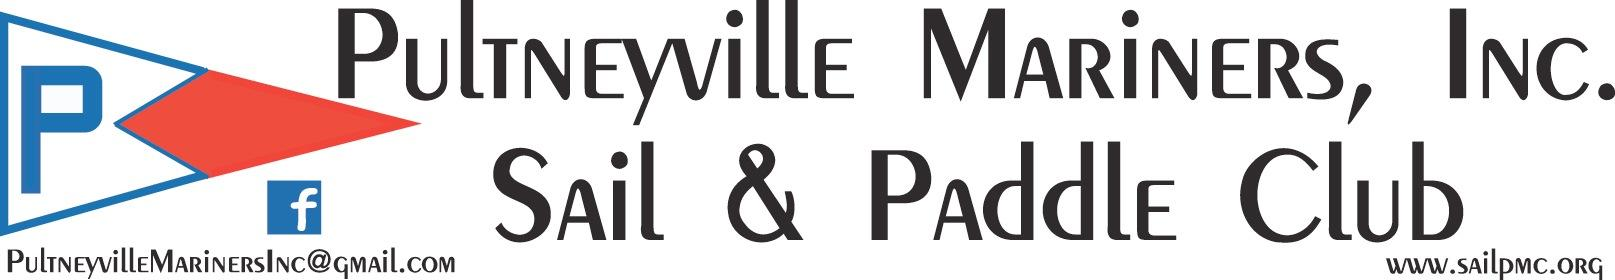 P
Pultneyville Mariners, Inc.
Sail & Paddle Club
f
PultneyvilleMarinersInc@gmail.com
www.sailpmc.org